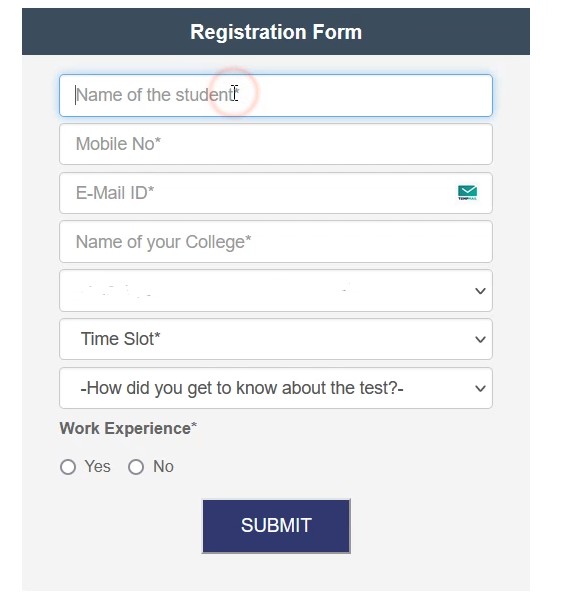 Registration Form
Name of the student*
Mobile No*
E-Mail ID*
Name of your College*
Time Slot*
-How did you get to know about the test?-
Work Experience*
Yes No
SUBMIT